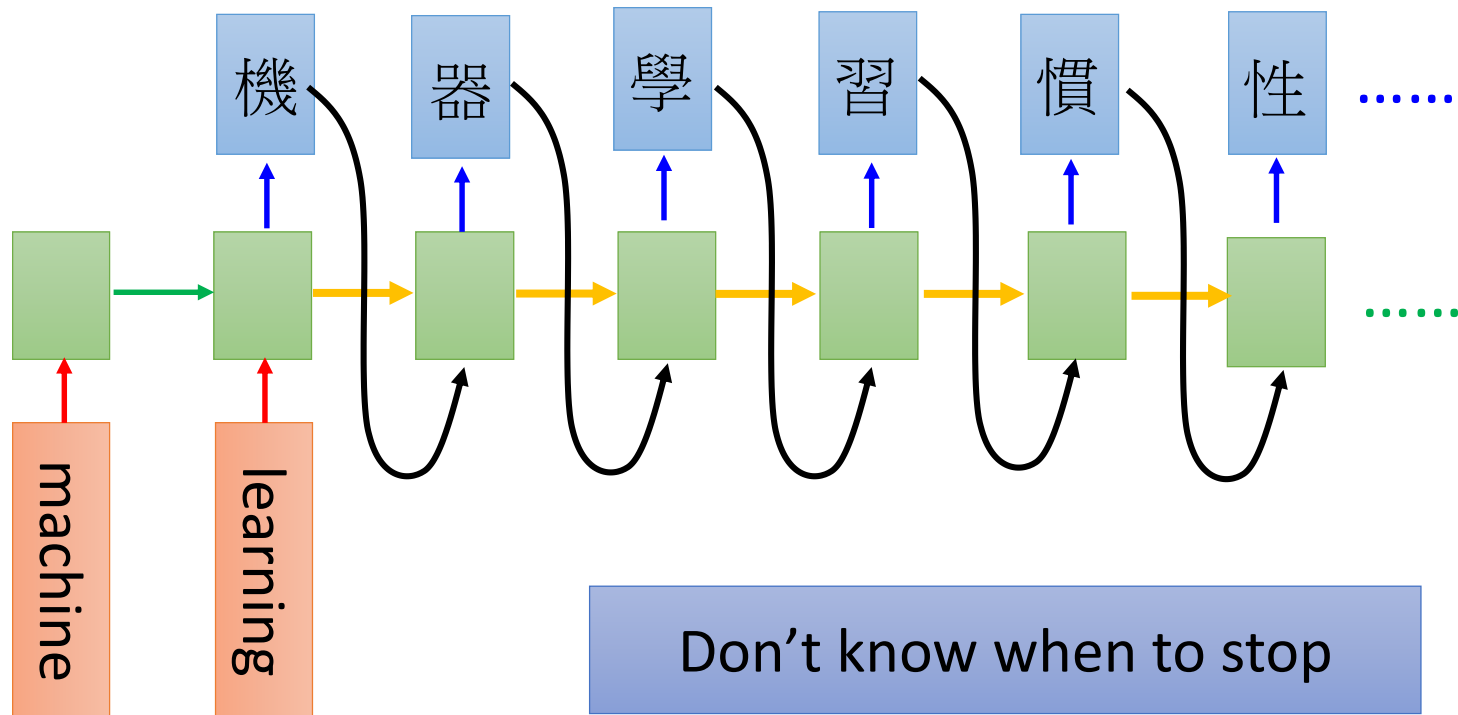 機 器 學 習 慣 性 ……
……
machine
learning
Don’t know when to stop